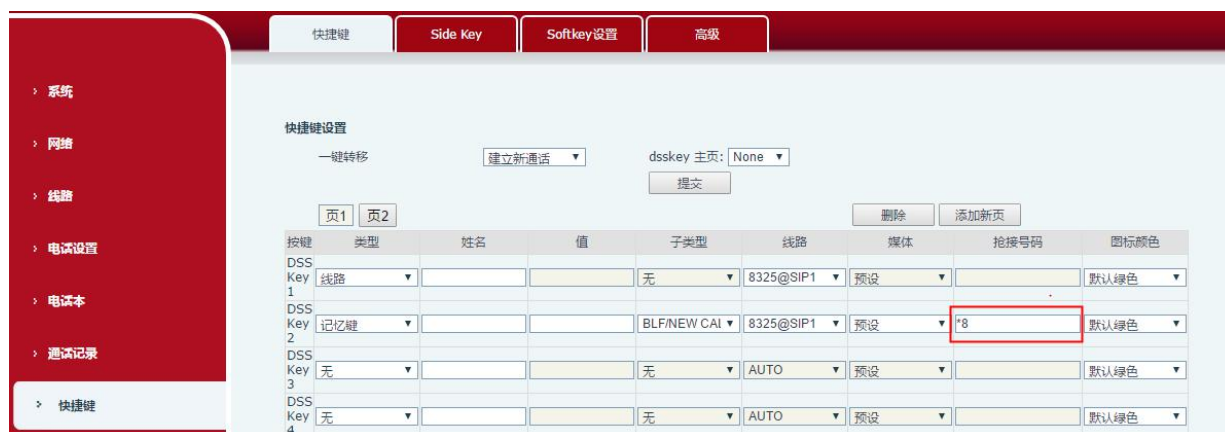 快捷键 Side Key Softkey设置 高级
系统
网络
线路
电话设置
电话本
通话记录
快捷键
快捷键设置
一键转移 建立新通话 dsskey 主页: None
提交
页1 页2 删除 添加新页
按键 类型 姓名 值 子类型 线路 媒体 抢接号码 图标颜色
DSS Key 1 线路 无 8325@SIP1 预设 默认绿色
DSS Key 2 记忆键 BLF/NEW CAL 8325@SIP1 预设 *8 默认绿色
DSS Key 3 无 无 AUTO 预设 默认绿色
DSS Key 4 无 无 AUTO 预设 默认绿色